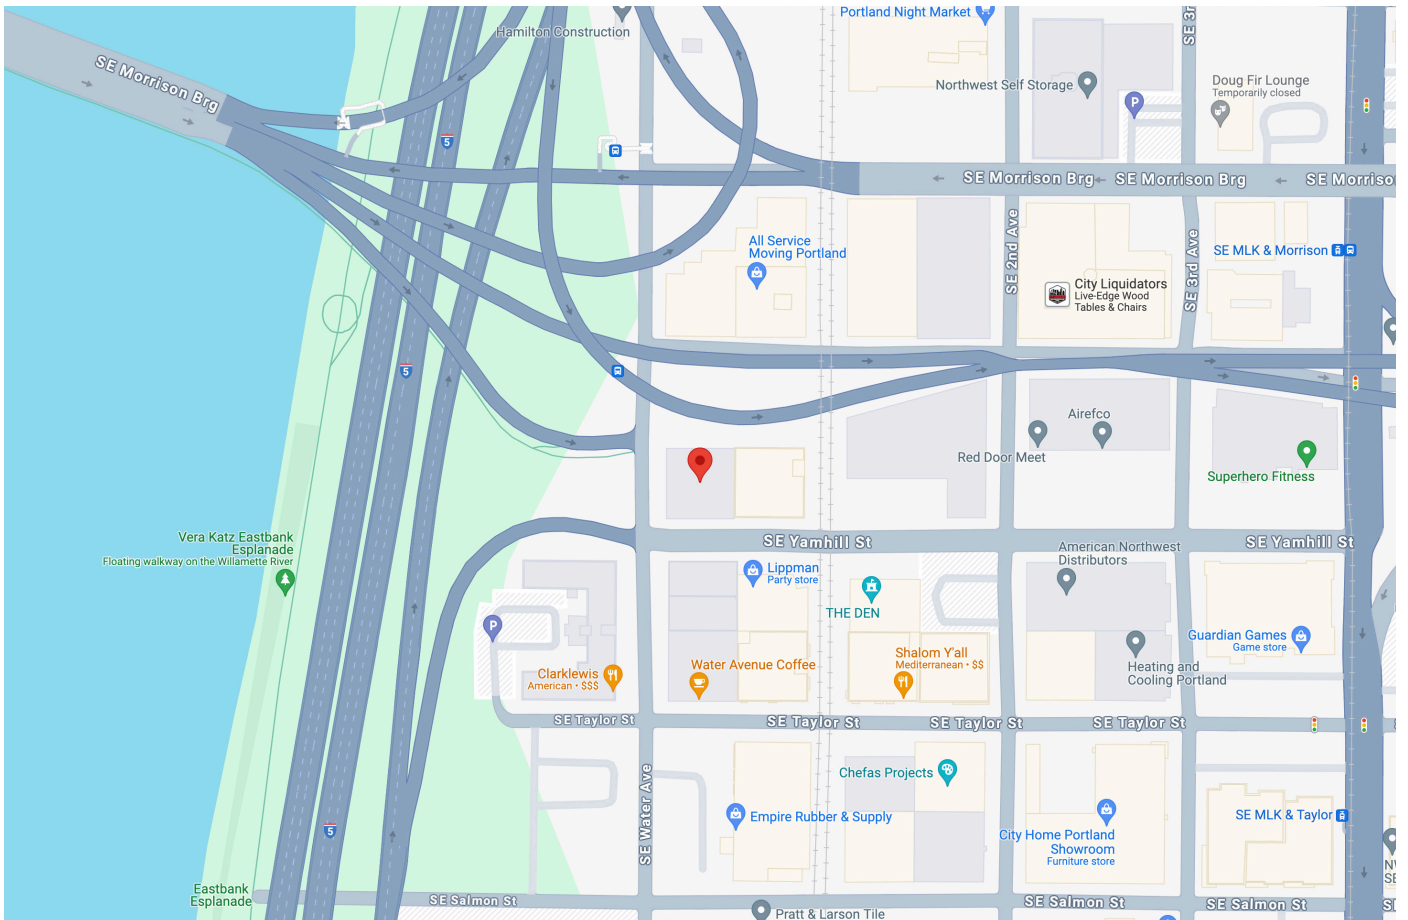 Portland Night Market
Hamilton Construction
SE 3r
SE Morrison Brg
Northwest Self Storage
P
Doug Fir Lounge
Temporarily closed
5
SE Morrison Brg
SE Morrison Brg
SE Morriso
SE 2nd Ave
SE 3rd Ave
All Service
Moving Portland
SE MLK & Morrison
City Liquidators
Live-Edge Wood
Tables & Chairs
5
Airefco
Red Door Meet
Superhero Fitness
Vera Katz Eastbank
Esplanade
Floating walkway on the Willamette River
SE Yamhill St
SE Yamhill St
American Northwest
Distributors
Lippman
Party store
THE DEN
P
Guardian Games
Game store
Clarklewis
American • $$$
Water Avenue Coffee
Shalom Y'all
Mediterranean • $$
Heating and
Cooling Portland
SE Taylor St
SE Taylor St
SE Taylor St
SE Taylor St
Chefas Projects
SE Water Ave
Empire Rubber & Supply
5
City Home Portland
Showroom
Furniture store
SE MLK & Taylor
NW
SE
Eastbank
Esplanade
SE Salmon St
SE Salmon St
SE Salmon St
Pratt & Larson Tile